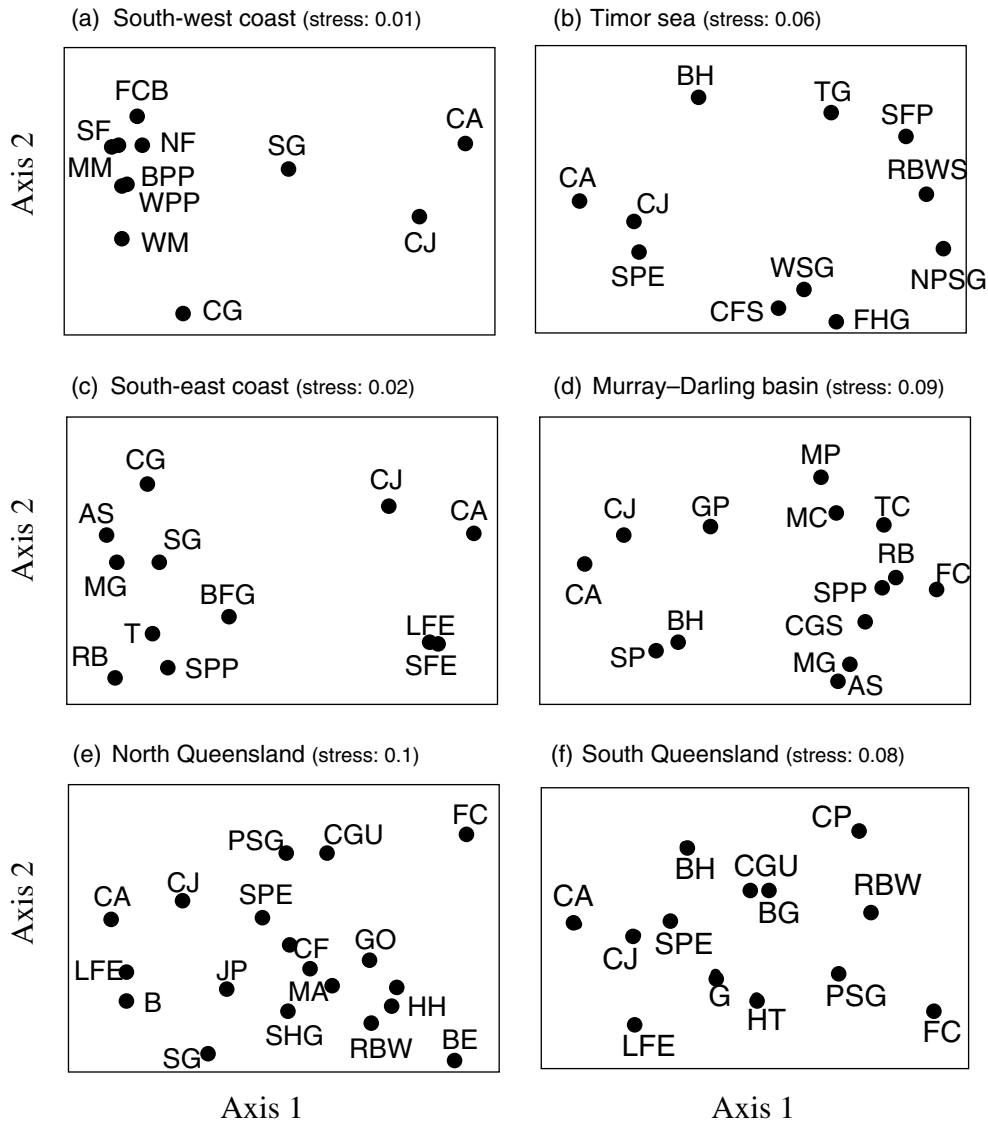 (a) South-west coast (stress: 0.01)
FCB
SF
NF
MM
BPP
WPP
WM
CG
SG
CA
CJ
Axis 2
(b) Timor sea (stress: 0.06)
BH
TG
SFP
RBWS
CA
CJ
SPE
WSG
NPSG
CFS
FHG
(c) South-east coast (stress: 0.02)
CG
CJ
AS
CA
SG
MG
BFG
T
LFE
RB
SPP
SFE
Axis 2
(d) Murray–Darling basin (stress: 0.09)
MP
CJ
GP
MC
TC
RB
FC
CA
SPP
BH
CGS
SP
MG
AS
(e) North Queensland (stress: 0.1)
FC
PSG
CGU
CJ
CA
SPE
GO
CF
LFE
JP
MA
B
HH
SHG
RBW
SG
BE
Axis 2
Axis 1
(f) South Queensland (stress: 0.08)
CP
BH
CGU
RBW
CA
BG
SPE
CJ
G
PSG
HT
LFE
FC
Axis 1